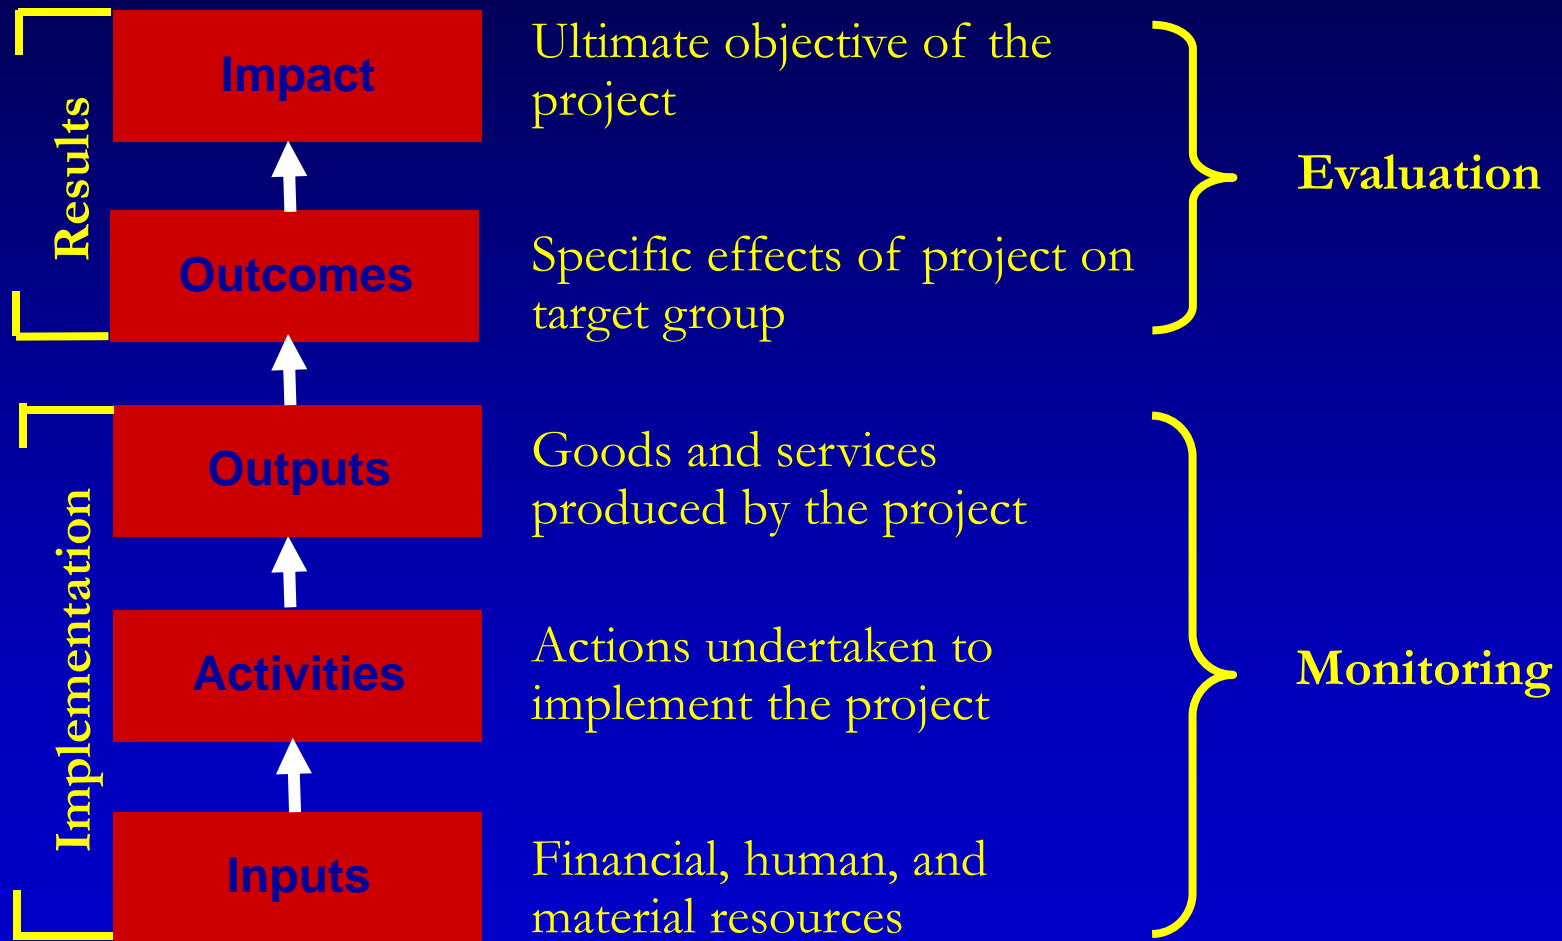 Results
Impact
Ultimate objective of the
project
Evaluation
Outcomes
Specific effects of project on
target group
Implementation
Outputs
Goods and services
produced by the project
Activities
Actions undertaken to
implement the project
Monitoring
Inputs
Financial, human, and
material resources